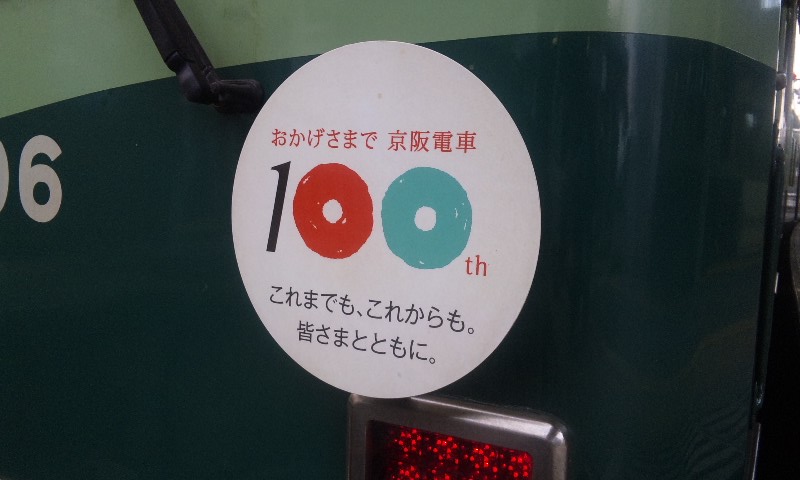 おかげさまで 京阪電車
100th
これまでも、これからも。
皆さまとともに。
06